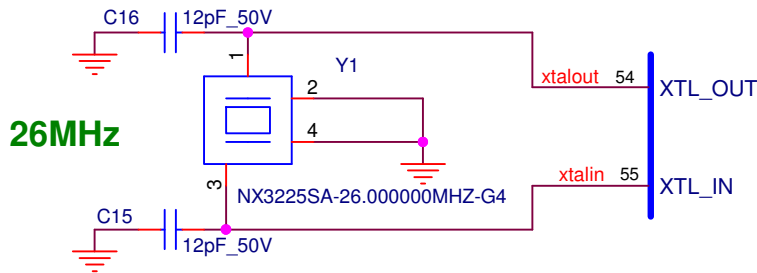 C16 12pF_50V
1
Y1
2
xtalout 54
XTL_OUT
26MHz
4
3
NX3225SA-26.000000MHZ-G4
xtalin 55
XTL_IN
C15
12pF_50V